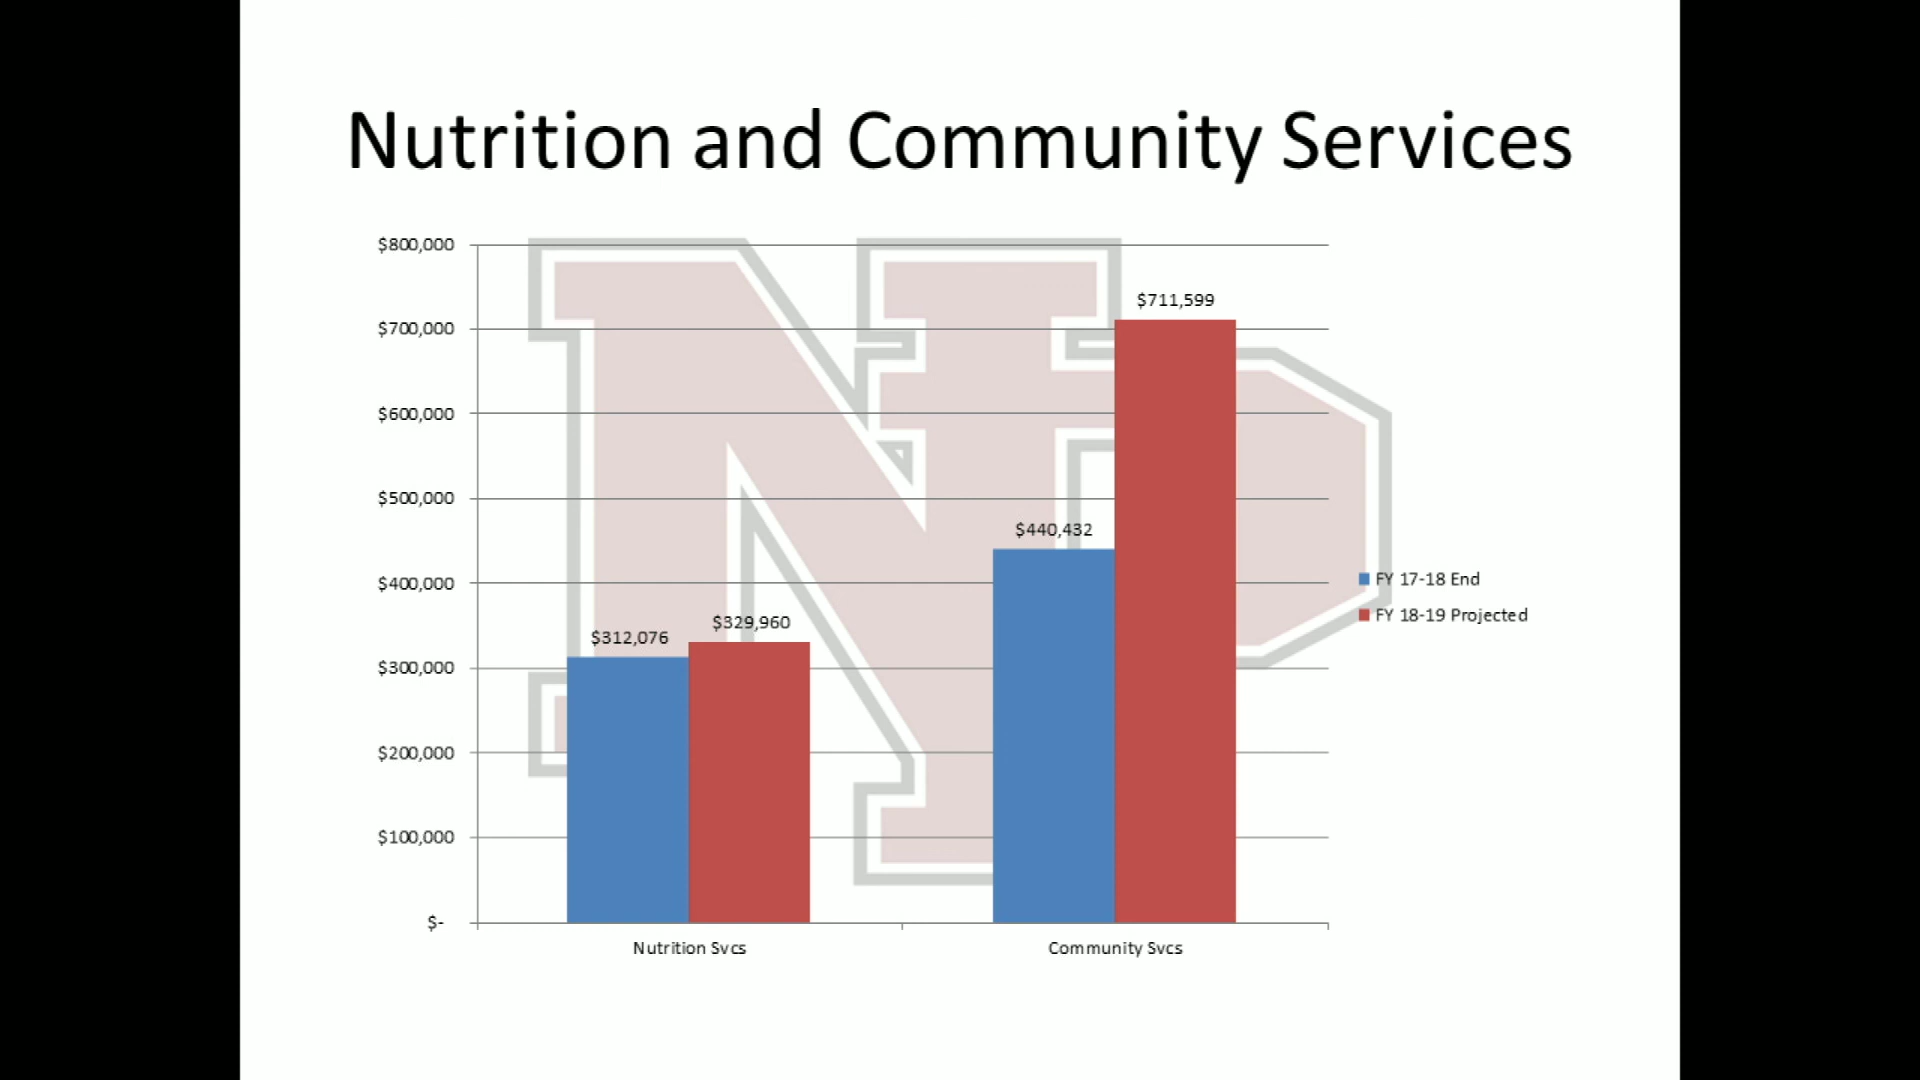 Nutrition and Community Services
$800,000
$700,000
$600,000
$500,000
$400,000
$300,000
$200,000
$100,000
$-
$312,076
$329,960
$440,432
$711,599
Nutrition Svcs
Community Svcs
FY 17-18 End
FY 18-19 Projected
NP